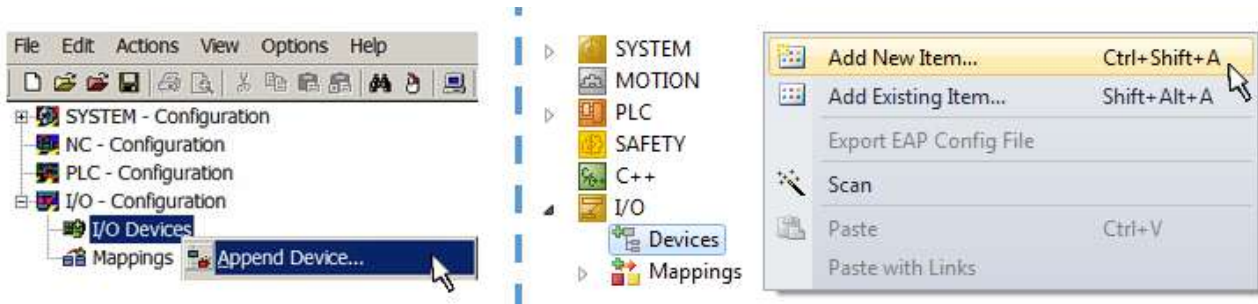 File Edit Actions View Options Help
SYSTEM - Configuration
NC - Configuration
PLC - Configuration
I/O - Configuration
I/O Devices
Mappings
Append Device...
SYSTEM
MOTION
PLC
SAFETY
C++
I/O
Devices
Mappings
Add New Item... Ctrl+Shift+A
Add Existing Item... Shift+Alt+A
Export EAP Config File
Scan
Paste Ctrl+V
Paste with Links